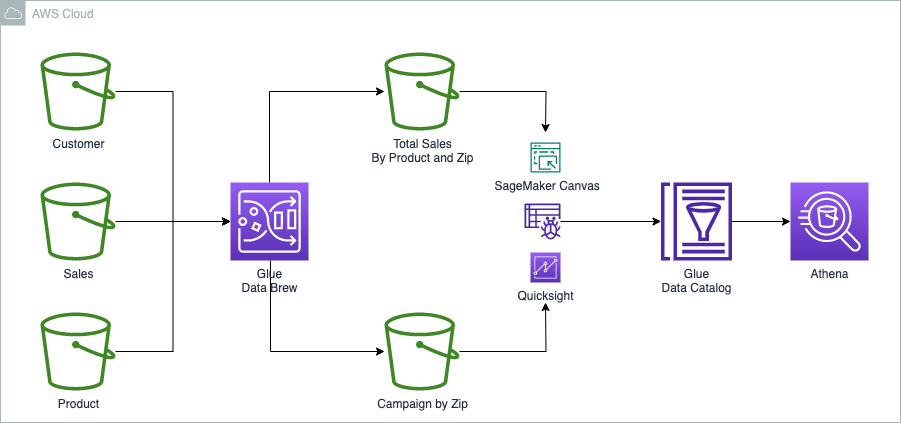 AWS Cloud
Customer
Sales
Product
Glue
Data Brew
Total Sales
By Product and Zip
Campaign by Zip
SageMaker Canvas
Quicksight
Glue
Data Catalog
Athena